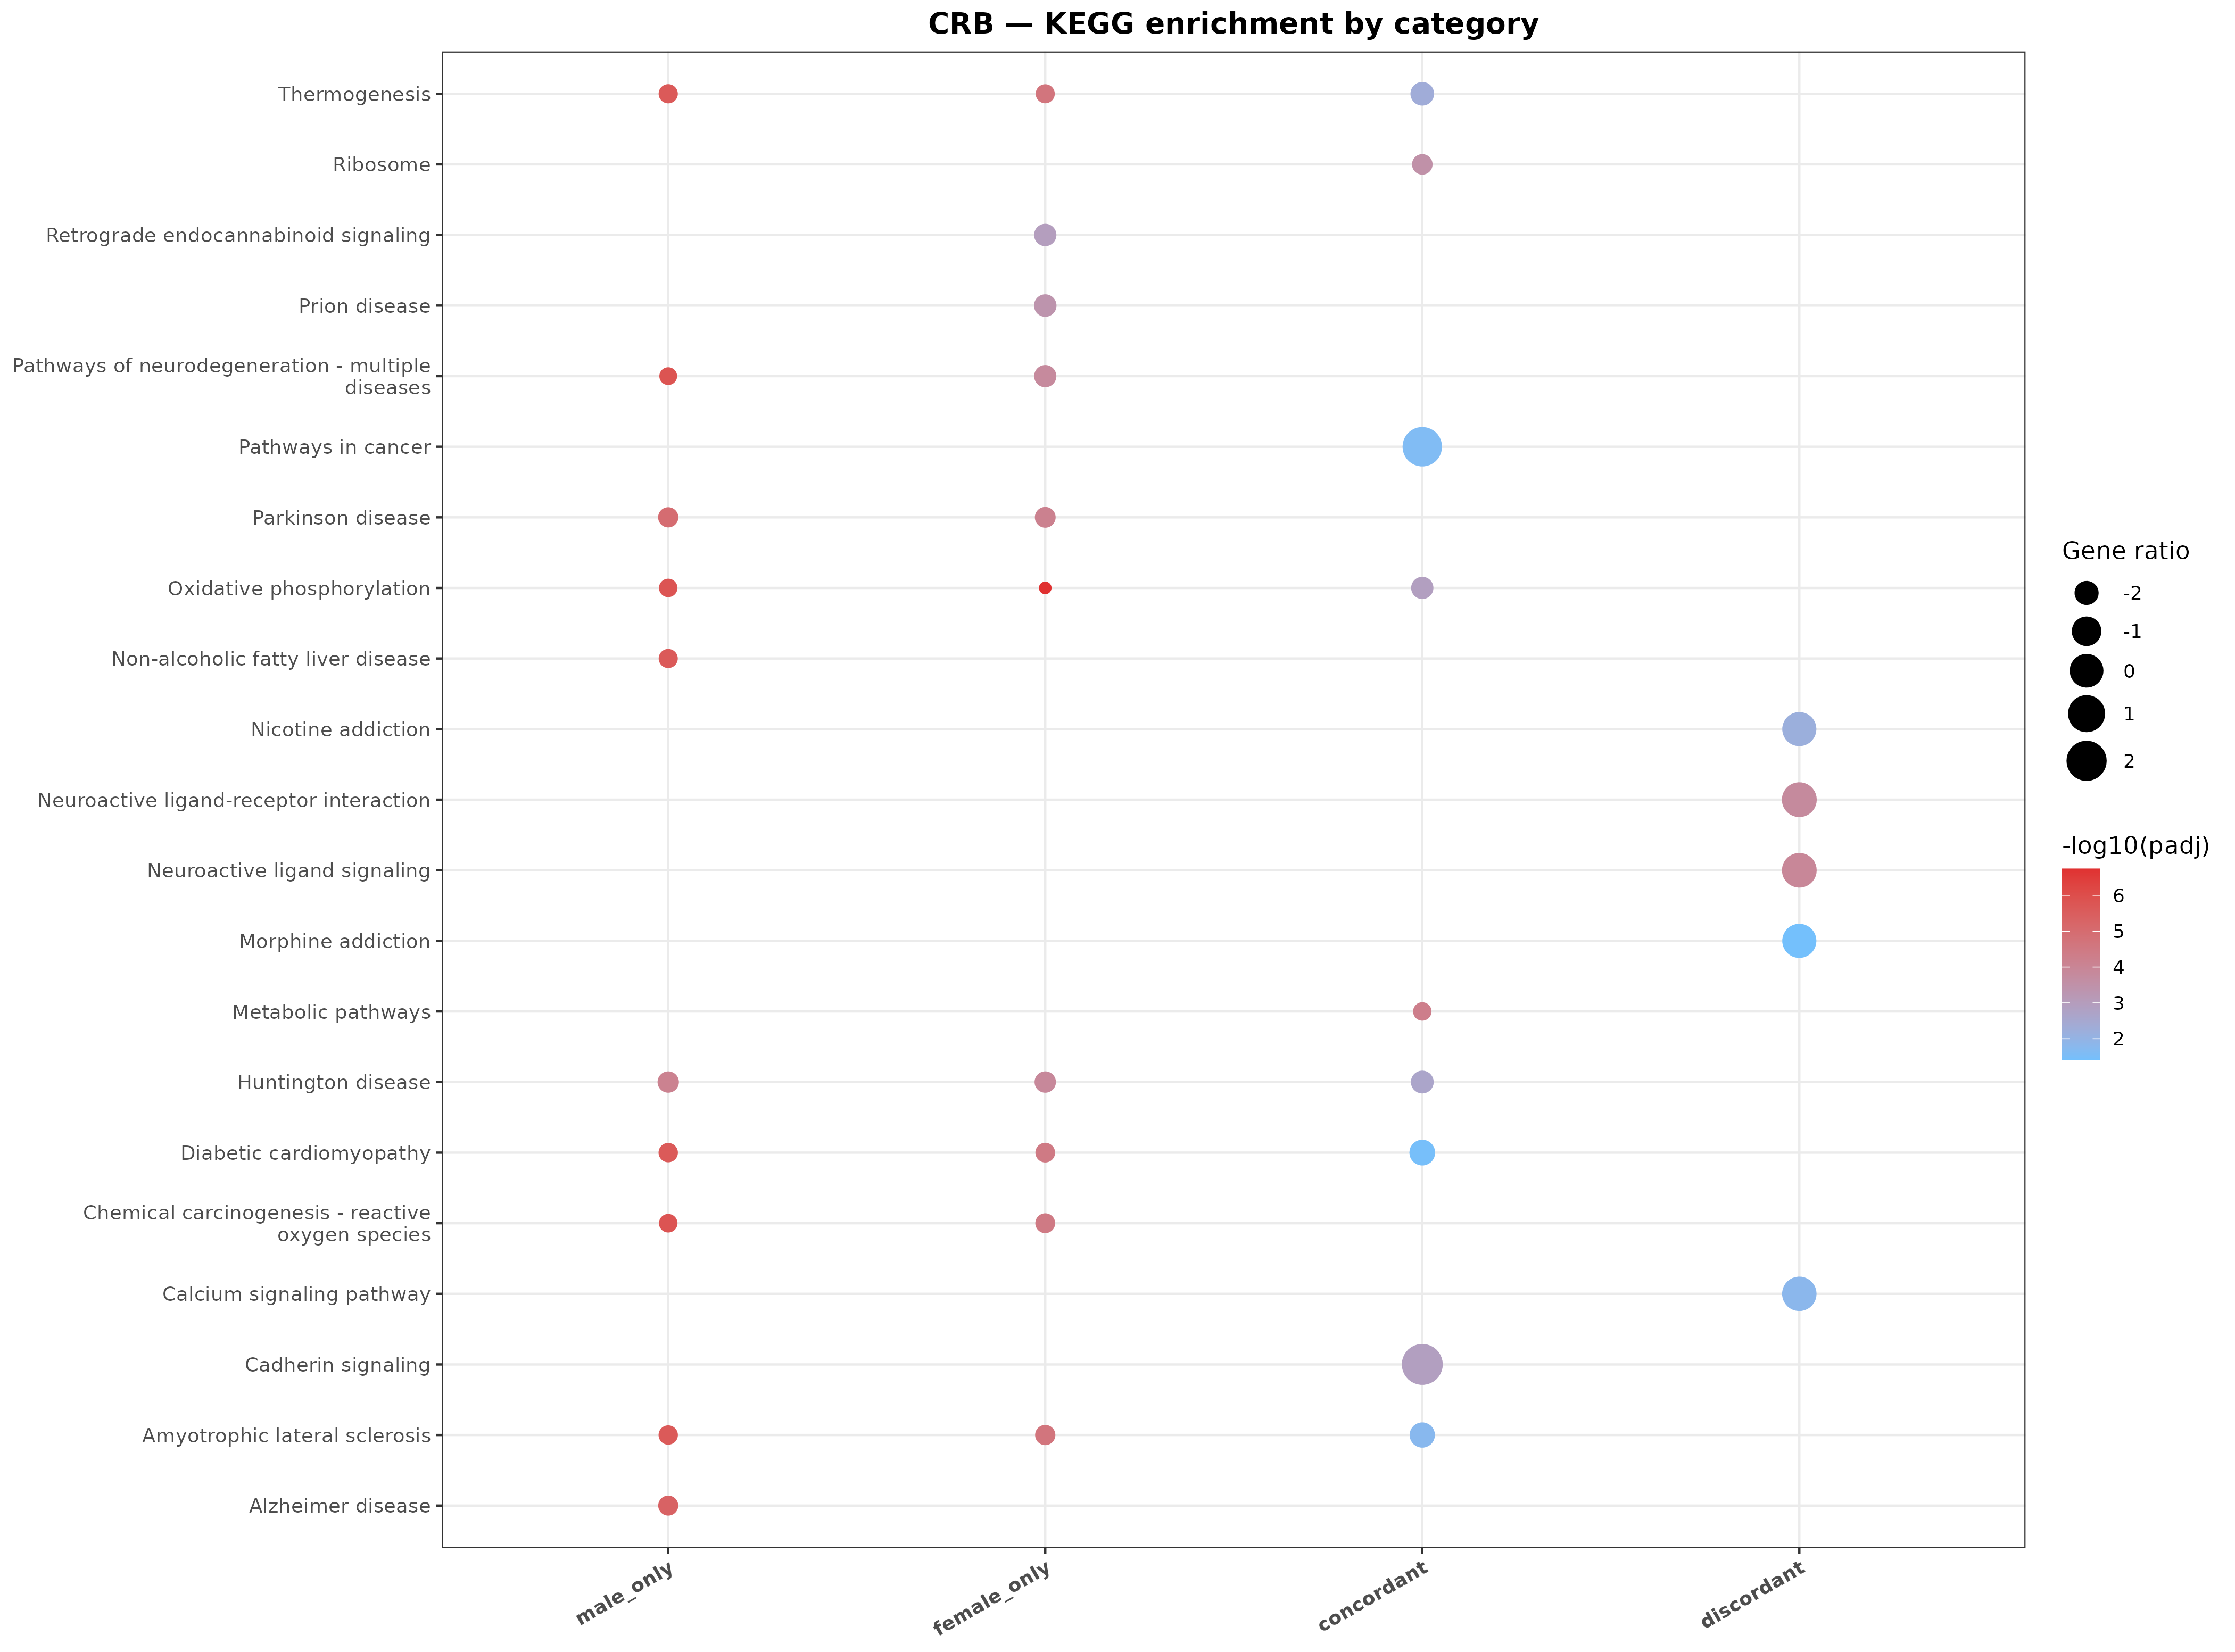 CRB — KEGG enrichment by category
Thermogenesis
Ribosome
Retrograde endocannabinoid signaling
Prion disease
Pathways of neurodegeneration - multiple
diseases
Pathways in cancer
Parkinson disease
Oxidative phosphorylation
Non-alcoholic fatty liver disease
Nicotine addiction
Neuroactive ligand-receptor interaction
Neuroactive ligand signaling
Morphine addiction
Metabolic pathways
Huntington disease
Diabetic cardiomyopathy
Chemical carcinogenesis - reactive
oxygen species
Calcium signaling pathway
Cadherin signaling
Amyotrophic lateral sclerosis
Alzheimer disease
male_only
female_only
concordant
discordant
Gene ratio
-2
-1
0
1
2
-log10(padj)
6
5
4
3
2